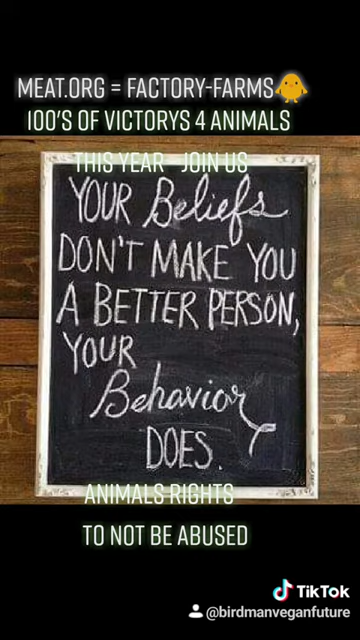 MEAT.ORG = FACTORY-FARMS🐥
100'S OF VICTORYS 4 ANIMALS
THIS YEAR JOIN US
YOUR Beliefs
DON'T MAKE YOU
A BETTER PERSON,
YOUR
Behavior
DOES.
ANIMALS RIGHTS
TO NOT BE ABUSED
TikTok
@birdmanveganfuture